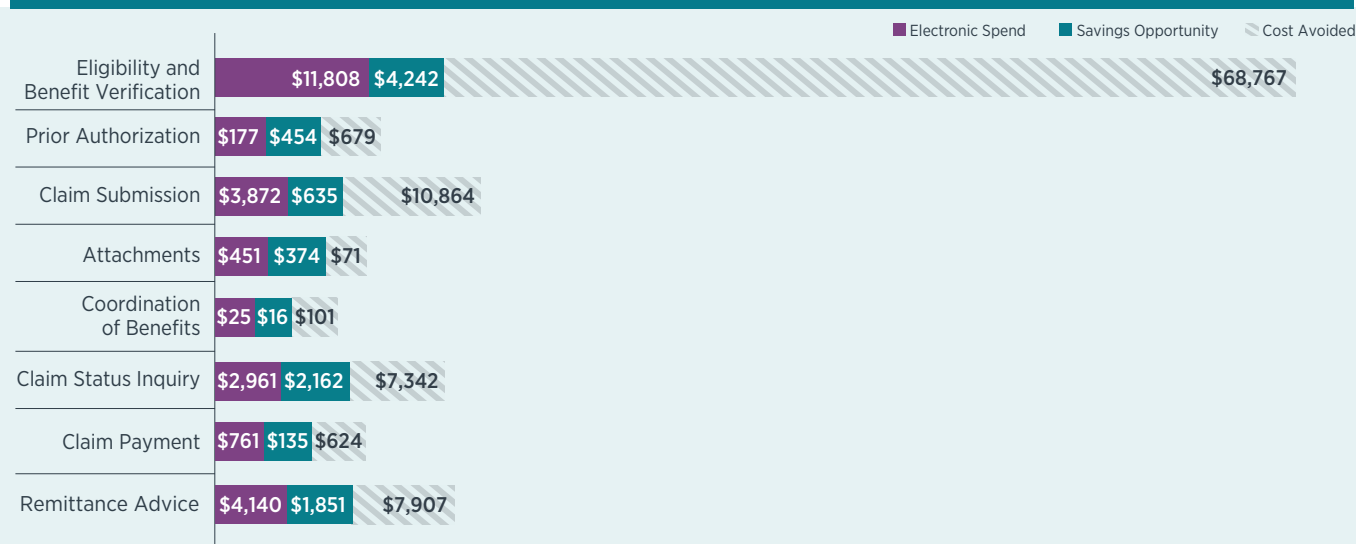 Electronic Spend Savings Opportunity Cost Avoided
Eligibility and
Benefit Verification
$11,808 $4,242 $68,767
Prior Authorization $177 $454 $679
Claim Submission $3,872 $635 $10,864
Attachments $451 $374 $71
Coordination
of Benefits
$25 $16 $101
Claim Status Inquiry $2,961 $2,162 $7,342
Claim Payment $761 $135 $624
Remittance Advice $4,140 $1,851 $7,907